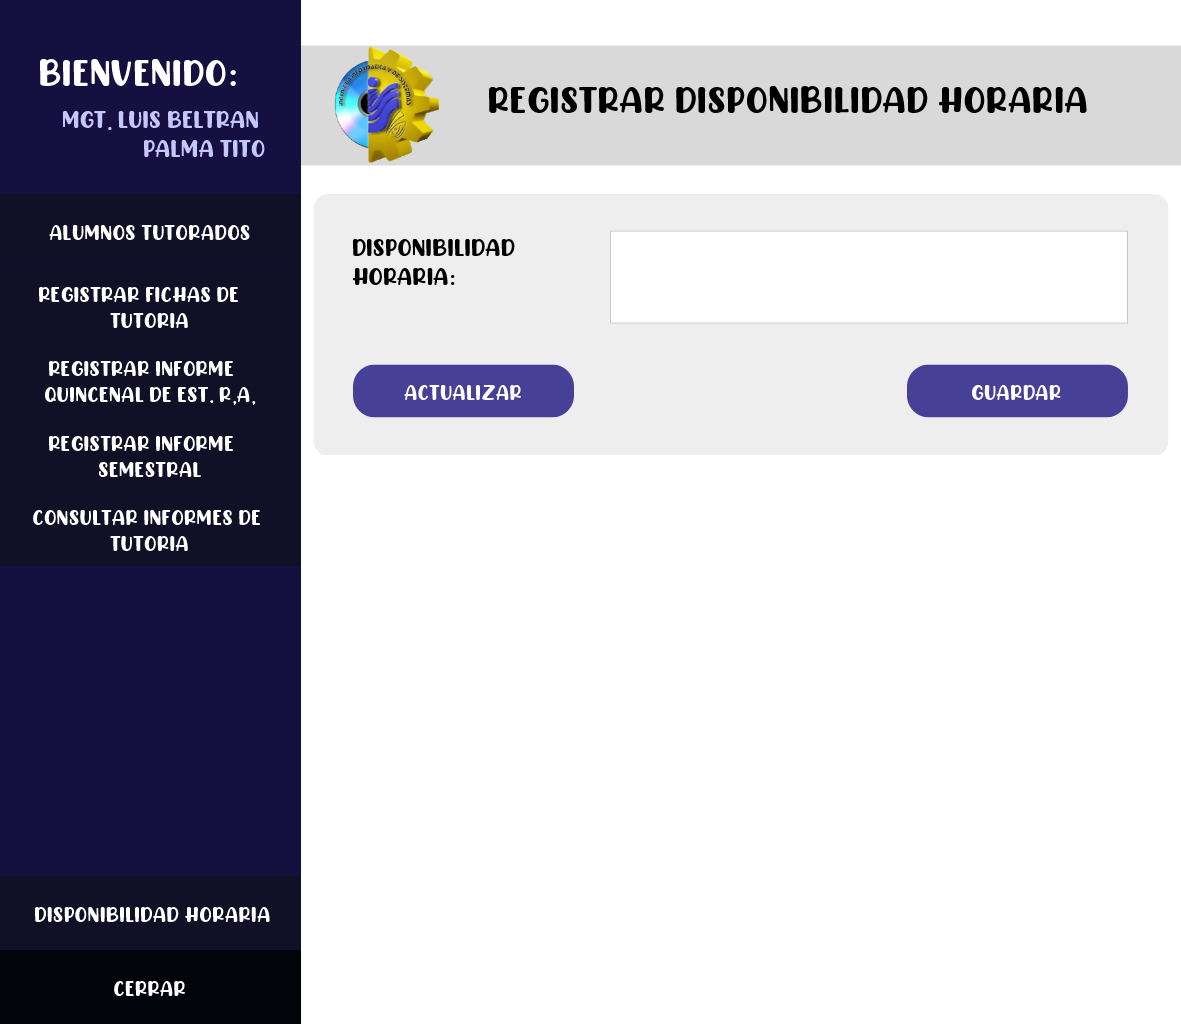 BIENVENIDO:
MGT. LUIS BELTRAN
PALMA TITO
ALUMNOS TUTORADOS
REGISTRAR FICHAS DE
TUTORIA
REGISTRAR INFORME
QUINCENAL DE EST. R.A.
REGISTRAR INFORME
SEMESTRAL
CONSULTAR INFORMES DE
TUTORIA
DISPONIBILIDAD HORARIA
CERRAR
REGISTRAR DISPONIBILIDAD HORARIA
DISPONIBILIDAD
HORARIA:
ACTUALIZAR
GUARDAR